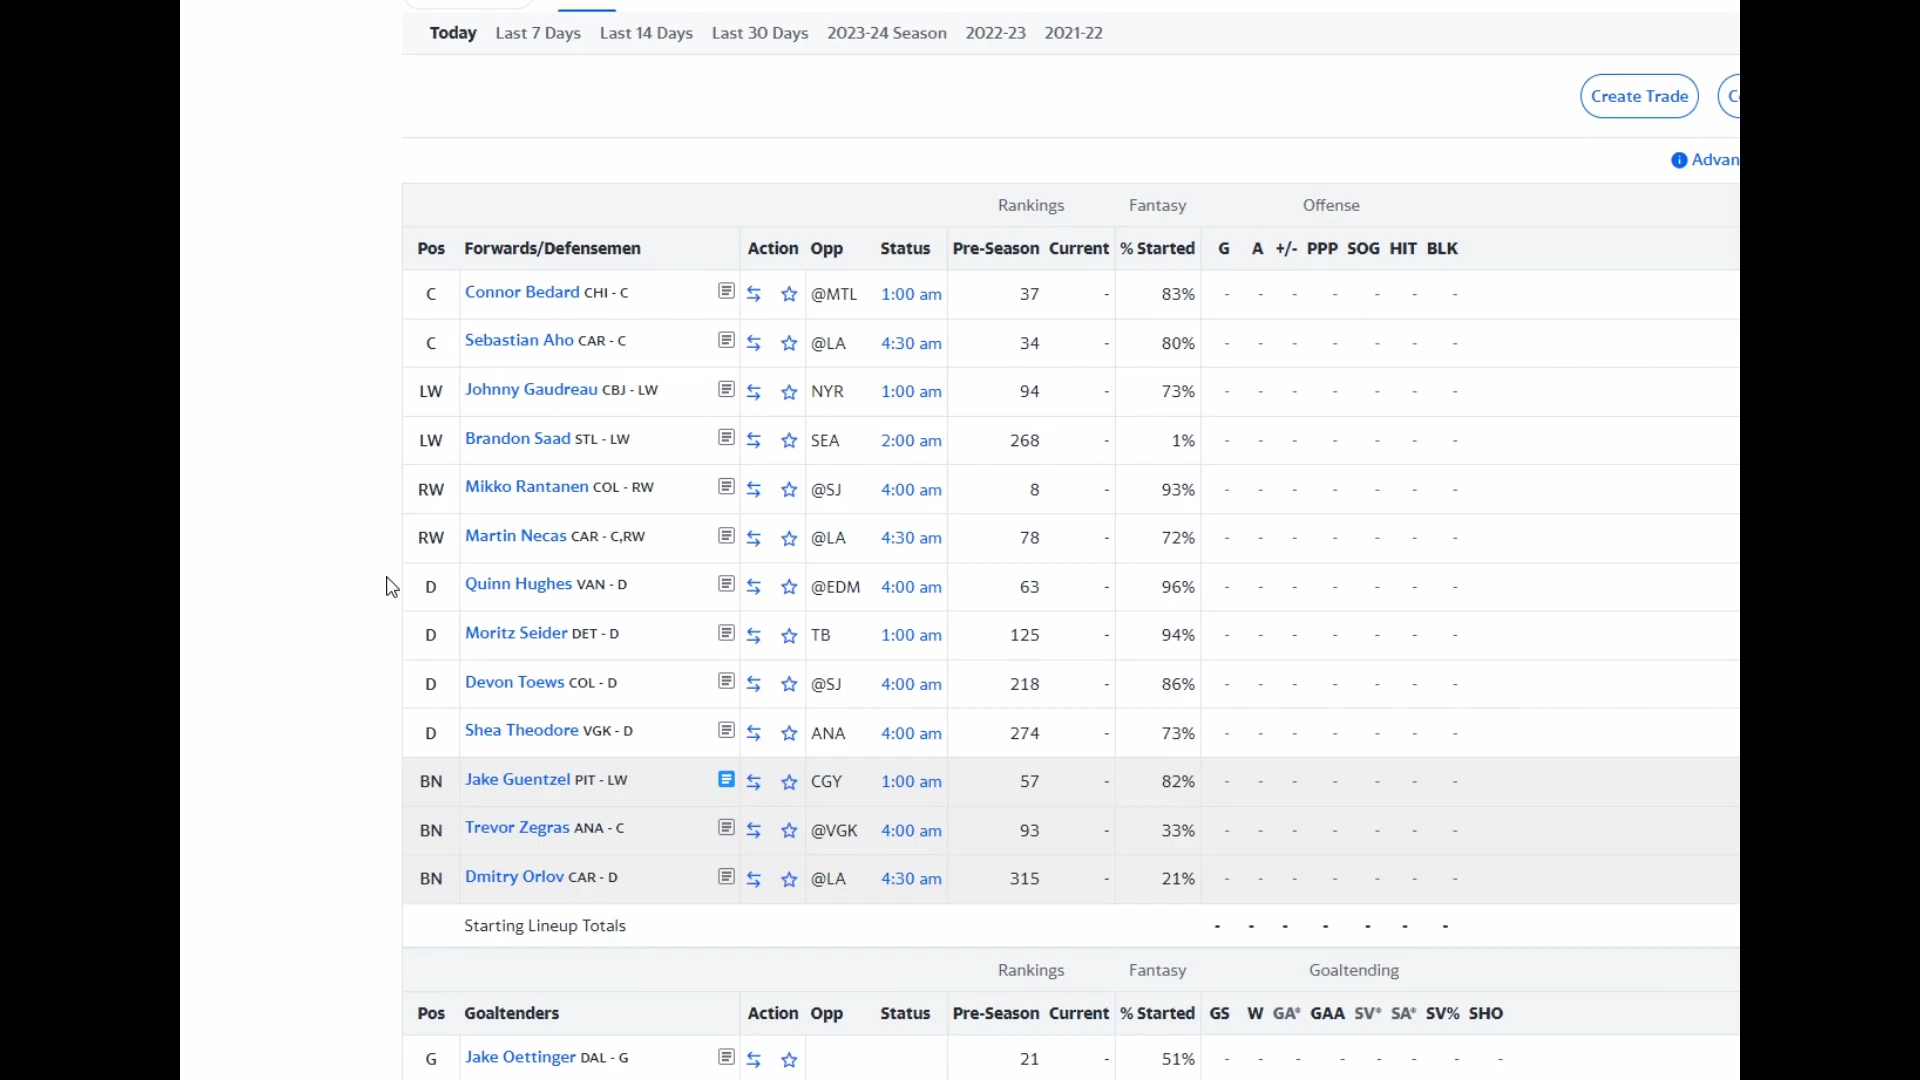 Today Last 7 Days Last 14 Days Last 30 Days 2023-24 Season 2022-23 2021-22
Create Trade
Advan
Rankings Fantasy Offense
Pos Forwards/Defensemen Action Opp Status Pre-Season Current % Started G A +/- PPP SOG HIT BLK
C Connor Bedard CHI - C @MTL 1:00 am 37 - 83% - - - - - - -
C Sebastian Aho CAR - C @LA 4:30 am 34 - 80% - - - - - - -
LW Johnny Gaudreau CBJ - LW NYR 1:00 am 94 - 73% - - - - - - -
LW Brandon Saad STL - LW SEA 2:00 am 268 - 1% - - - - - - -
RW Mikko Rantanen COL - RW @SJ 4:00 am 8 - 93% - - - - - - -
RW Martin Necas CAR - C,RW @LA 4:30 am 78 - 72% - - - - - - -
D Quinn Hughes VAN - D @EDM 4:00 am 63 - 96% - - - - - - -
D Moritz Seider DET - D TB 1:00 am 125 - 94% - - - - - - -
D Devon Toews COL - D @SJ 4:00 am 218 - 86% - - - - - - -
D Shea Theodore VGK - D ANA 4:00 am 274 - 73% - - - - - - -
BN Jake Guentzel PIT - LW CGY 1:00 am 57 - 82% - - - - - - -
BN Trevor Zegras ANA - C @VGK 4:00 am 93 - 33% - - - - - - -
BN Dmitry Orlov CAR - D @LA 4:30 am 315 - 21% - - - - - - -
Starting Lineup Totals - - - - - - -
Rankings Fantasy Goaltending
Pos Goaltenders Action Opp Status Pre-Season Current % Started GS W GA* GAA SV* SA* SV% SHO
G Jake Oettinger DAL - G 21 - 51% - - - - - - - -